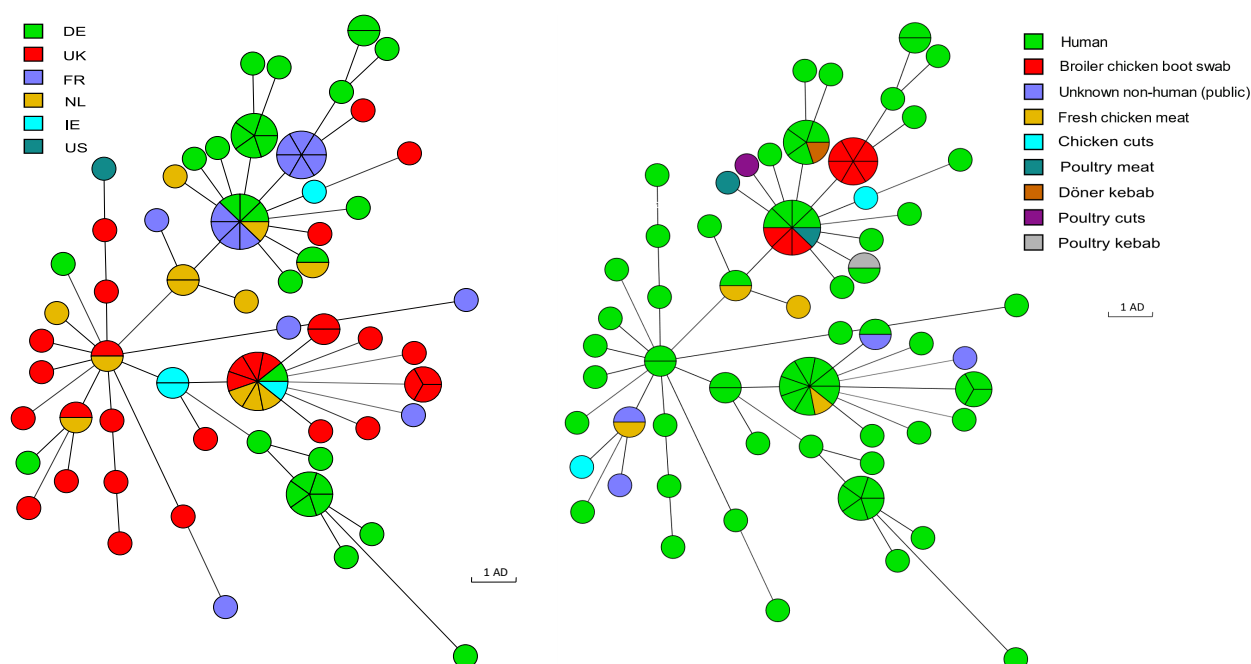 DE
UK
FR
NL
IE
US
1 AD
Human
Broiler chicken boot swab
Unknown non-human (public)
Fresh chicken meat
Chicken cuts
Poultry meat
Döner kebab
Poultry cuts
Poultry kebab
1 AD